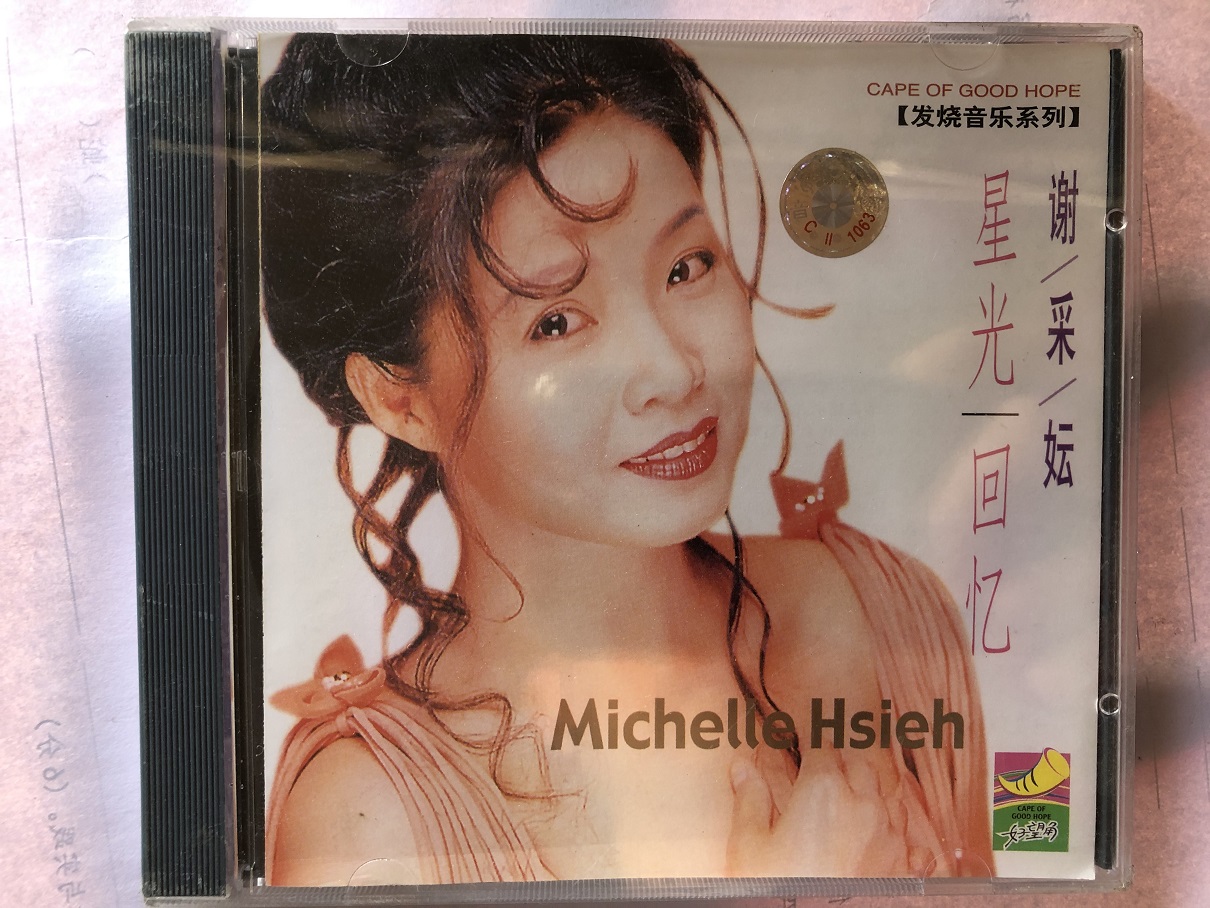 CAPE OF GOOD HOPE
【发烧音乐系列】
谢/采/妘
星光|回忆
C II 1063
Michelle Hsieh
CAPE OF
GOOD HOPE
好望角